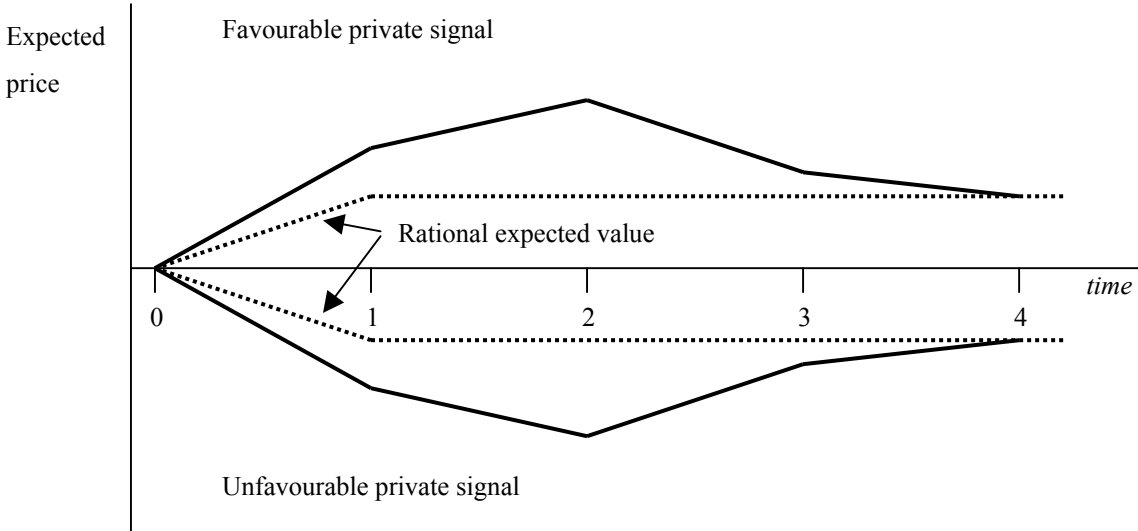 Expected
price
Favourable private signal
Rational expected value
time
0 1 2 3 4
Unfavourable private signal